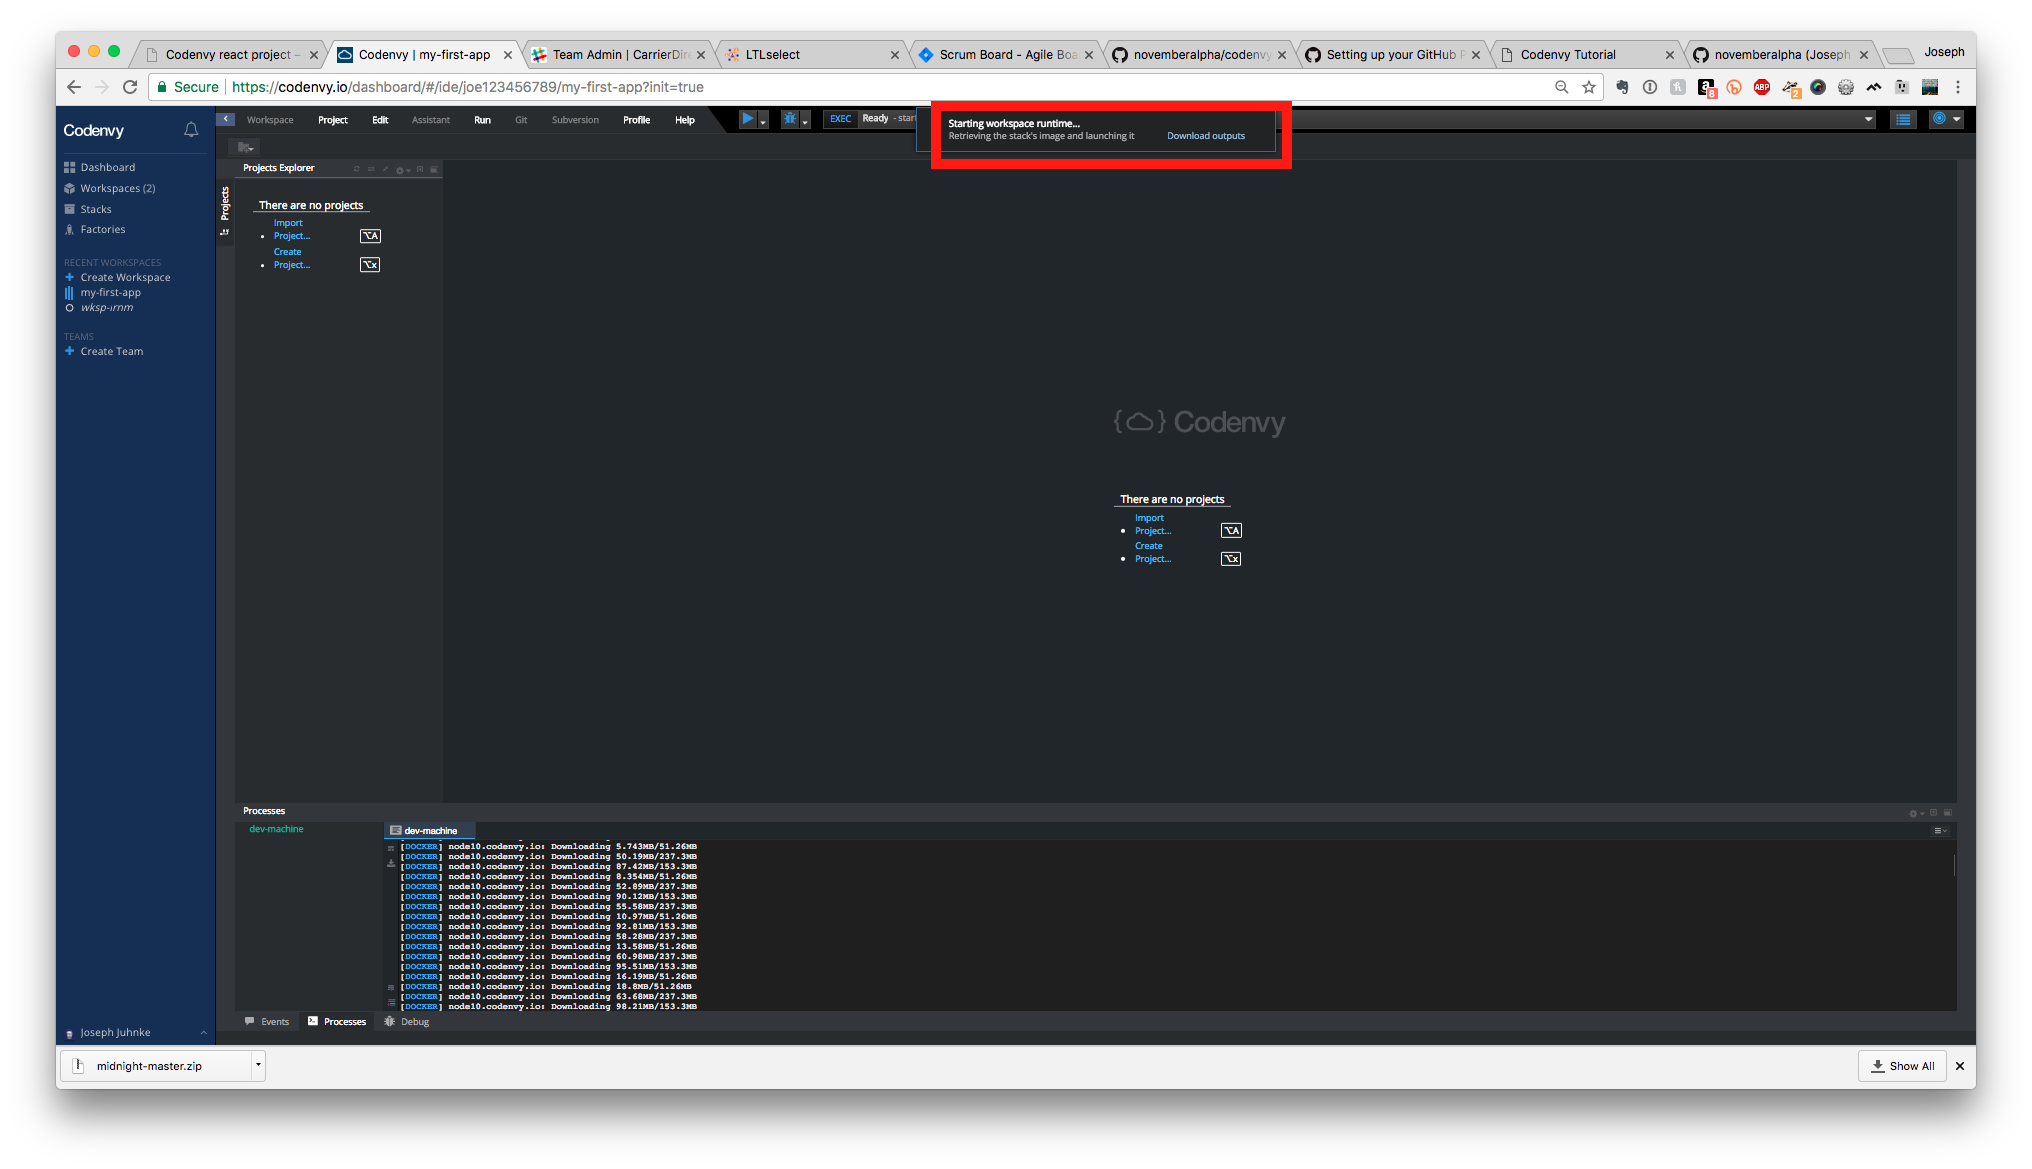 Codenvy react project –
Codenvy | my-first-app
Team Admin | CarrierDire
LTLselect
Scrum Board - Agile Boa
novemberalpha/codenvy
Setting up your GitHub P
Codenvy Tutorial
novemberalpha (Joseph
Joseph
Secure
https://codenvy.io/dashboard/#/ide/joe123456789/my-first-app?init=true
8
ABP
2
Codenvy
Workspace
Project
Edit
Assistant
Run
Git
Subversion
Profile
Help
EXEC
Ready - start
Starting workspace runtime...
Retrieving the stack's image and launching it
Download outputs
Dashboard
Workspaces (2)
Stacks
Factories
RECENT WORKSPACES
Create Workspace
my-first-app
wksp-irnm
TEAMS
Create Team
Projects
Projects Explorer
There are no projects
Import
Project...
⌥A
Create
Project...
⌥X
{ } Codenvy
There are no projects
Import
Project...
⌥A
Create
Project...
⌥X
Processes
dev-machine
dev-machine
[DOCKER] node10.codenvy.io: Downloading 5.743MB/51.26MB
[DOCKER] node10.codenvy.io: Downloading 50.19MB/237.3MB
[DOCKER] node10.codenvy.io: Downloading 87.42MB/153.3MB
[DOCKER] node10.codenvy.io: Downloading 8.354MB/51.26MB
[DOCKER] node10.codenvy.io: Downloading 52.89MB/237.3MB
[DOCKER] node10.codenvy.io: Downloading 90.12MB/153.3MB
[DOCKER] node10.codenvy.io: Downloading 55.58MB/237.3MB
[DOCKER] node10.codenvy.io: Downloading 10.97MB/51.26MB
[DOCKER] node10.codenvy.io: Downloading 92.81MB/153.3MB
[DOCKER] node10.codenvy.io: Downloading 58.28MB/237.3MB
[DOCKER] node10.codenvy.io: Downloading 13.58MB/51.26MB
[DOCKER] node10.codenvy.io: Downloading 60.98MB/237.3MB
[DOCKER] node10.codenvy.io: Downloading 95.51MB/153.3MB
[DOCKER] node10.codenvy.io: Downloading 16.19MB/51.26MB
[DOCKER] node10.codenvy.io: Downloading 18.8MB/51.26MB
[DOCKER] node10.codenvy.io: Downloading 63.68MB/237.3MB
[DOCKER] node10.codenvy.io: Downloading 98.21MB/153.3MB
Events
Processes
Debug
Joseph Juhnke
midnight-master.zip
Show All